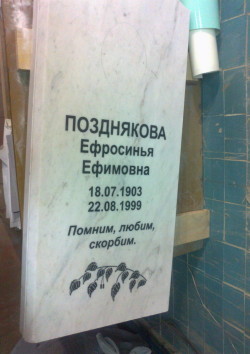 ПОЗДНЯКОВА
Ефросинья
Ефимовна
18.07.1903
22.08.1999
Помним, любим,
скорбим.